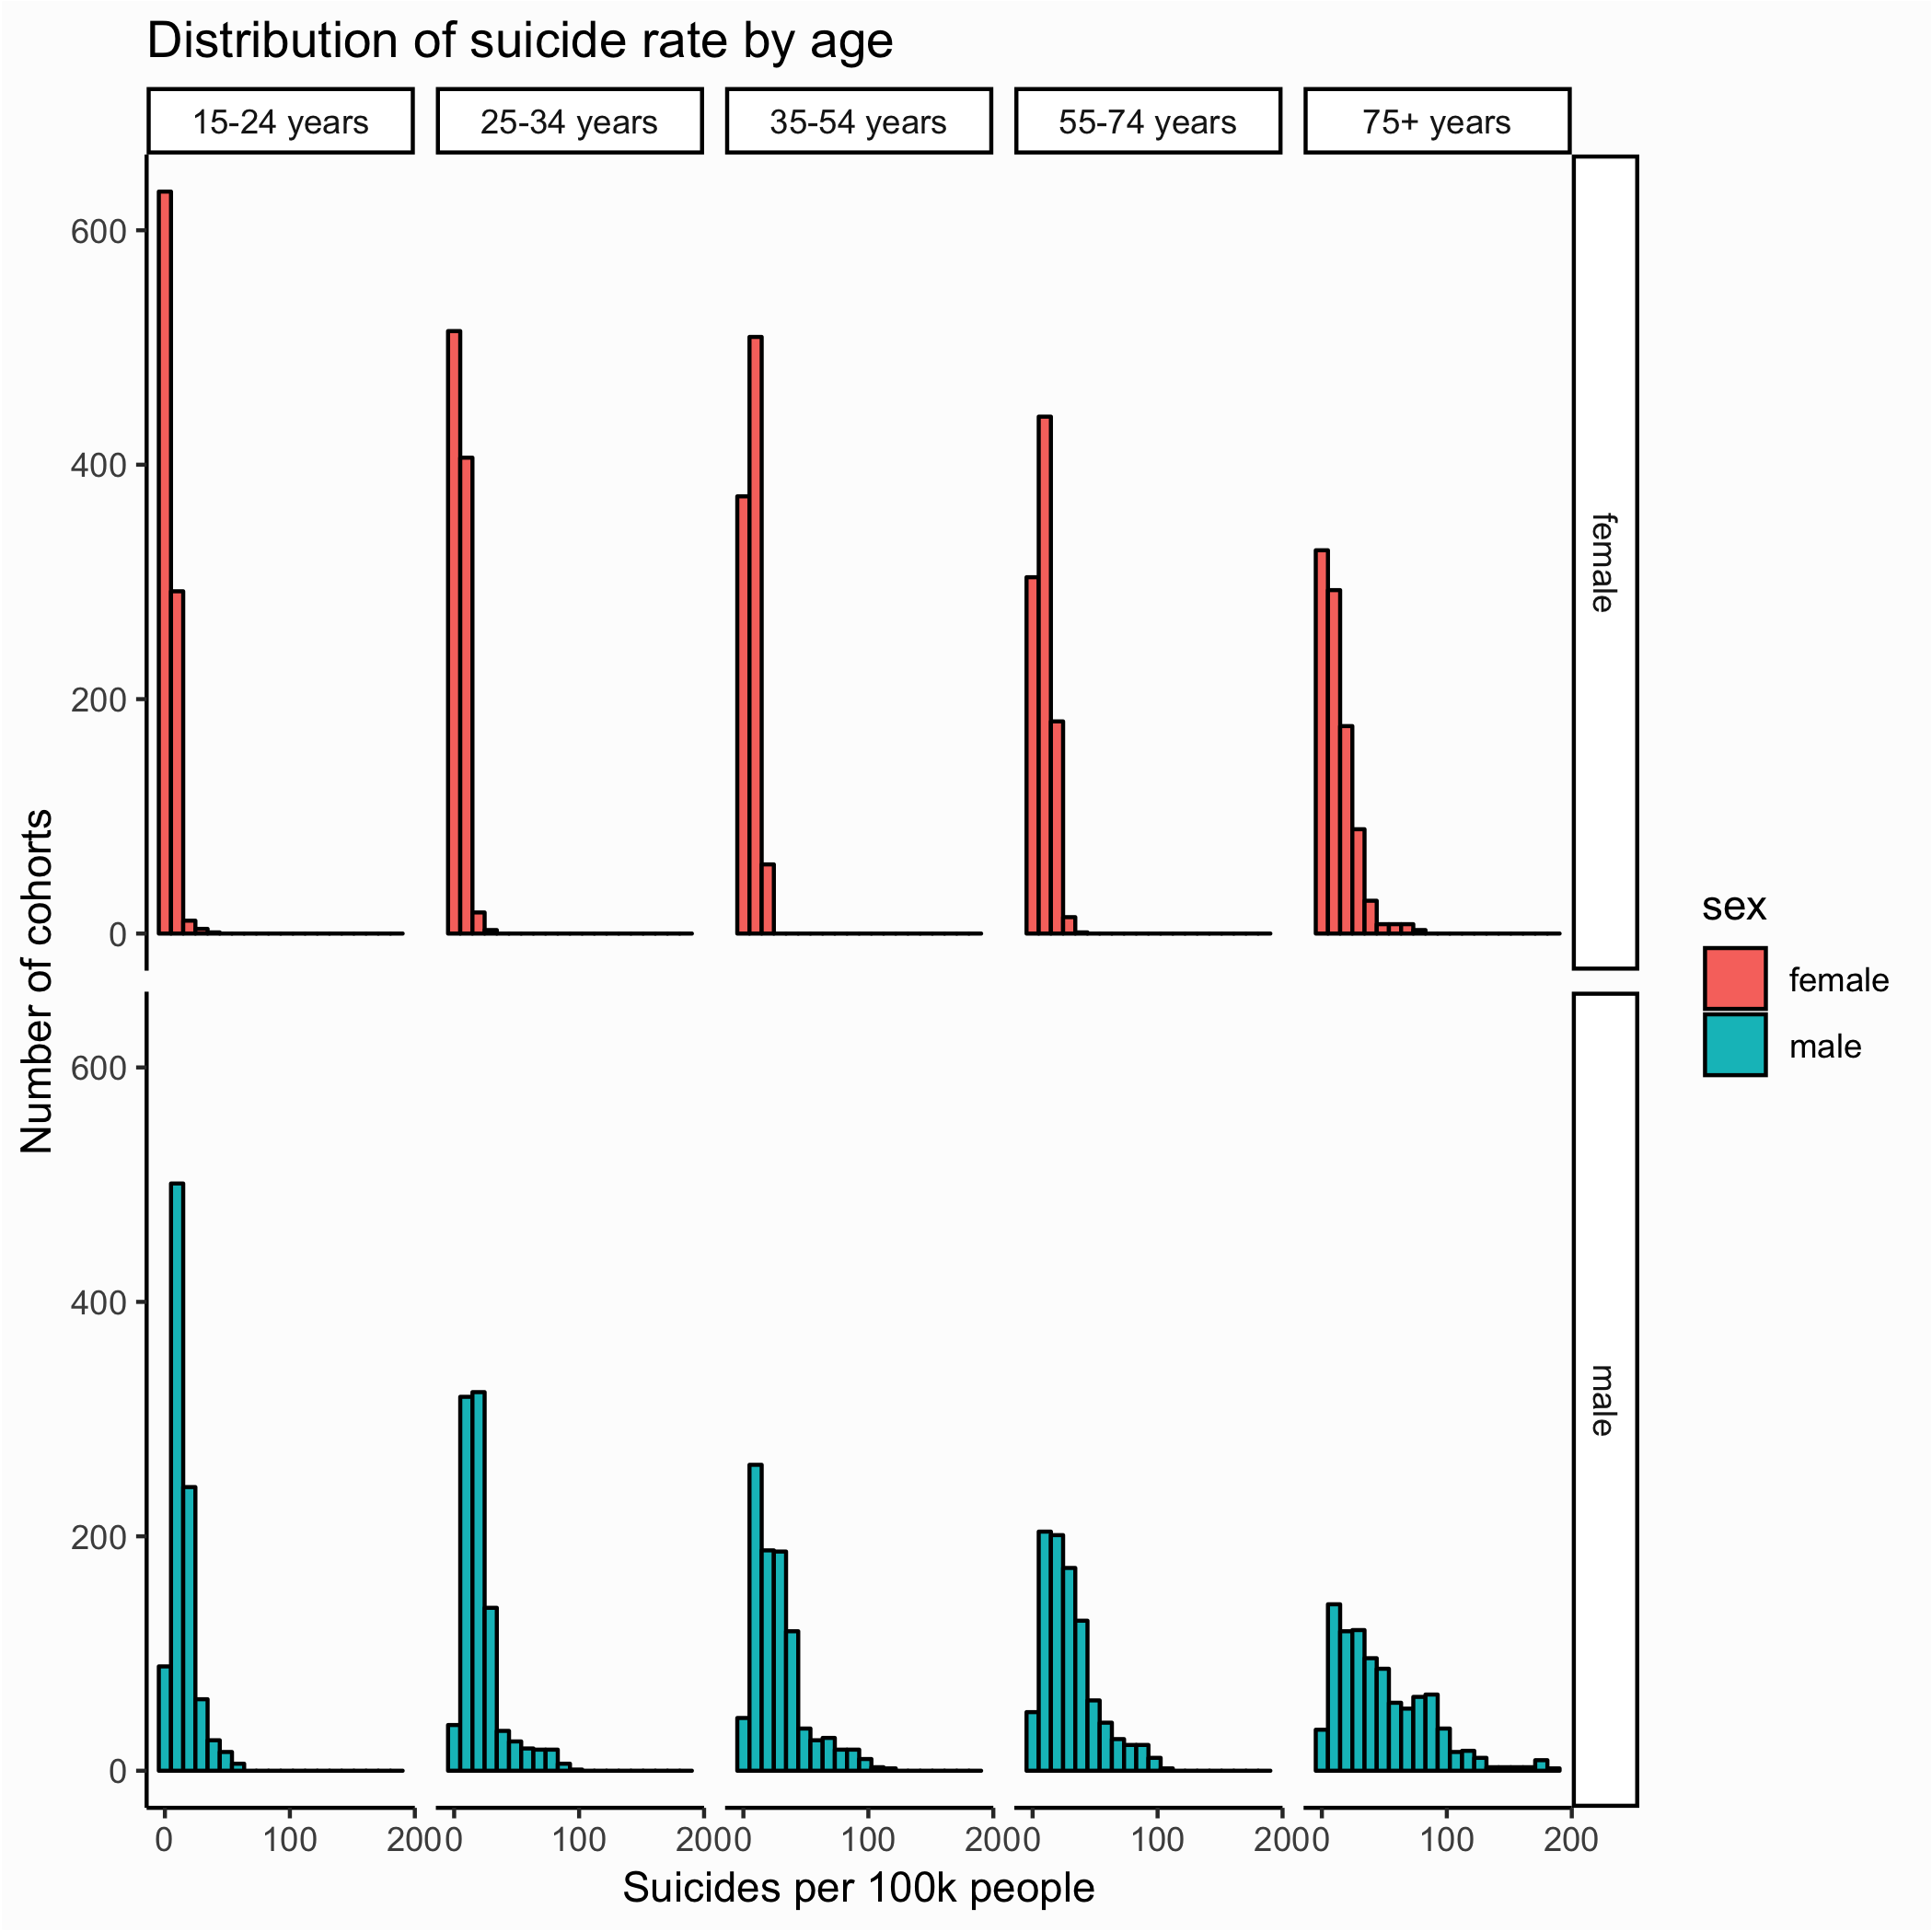 Distribution of suicide rate by age
15-24 years 25-34 years 35-54 years 55-74 years 75+ years
600
400
200
0
female
Number of cohorts
600
400
200
0
male
0 100 2000 100 2000 100 2000 100 2000 100 200
Suicides per 100k people
sex
female
male